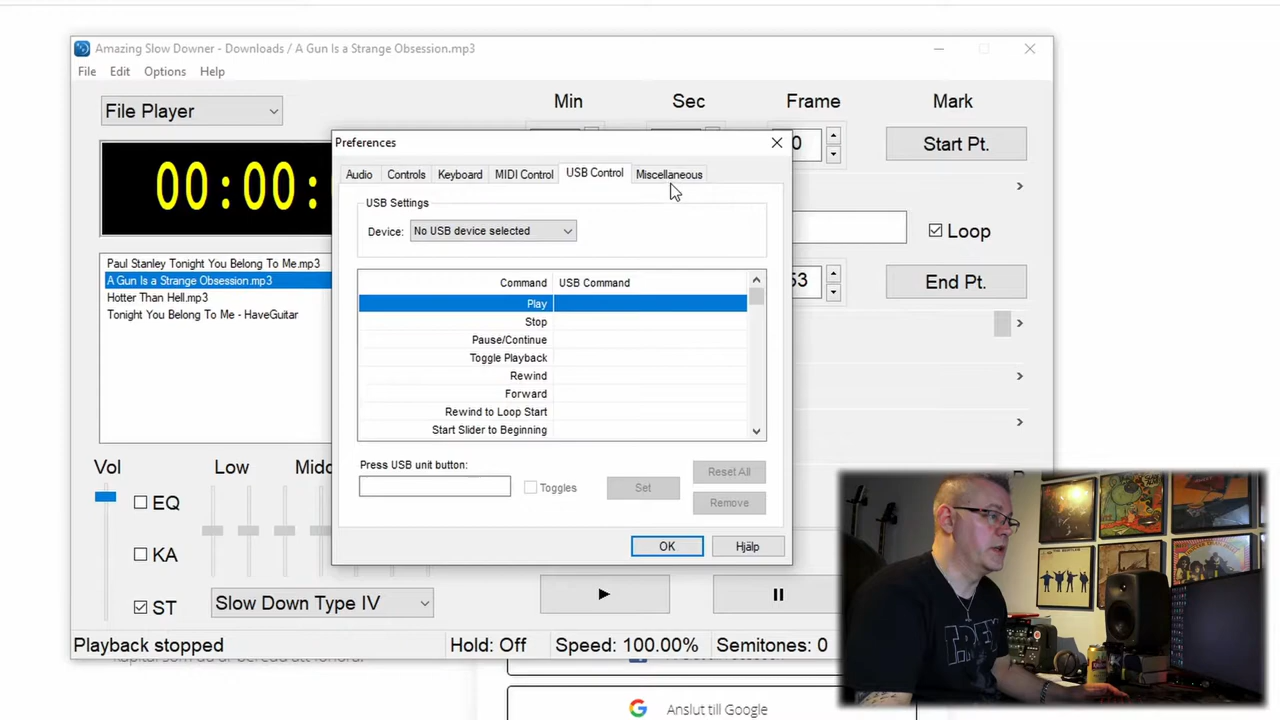 Amazing Slow Downer - Downloads / A Gun Is a Strange Obsession.mp3
File Edit Options Help
File Player
Min Sec Frame Mark
0
Start Pt.
00:00:
Preferences
Audio Controls Keyboard MIDI Control USB Control Miscellaneous
USB Settings
Device: No USB device selected
Loop
Paul Stanley Tonight You Belong To Me.mp3
A Gun Is a Strange Obsession.mp3
Hotter Than Hell.mp3
Tonight You Belong To Me - HaveGuitar
53
End Pt.
Command USB Command
Play
Stop
Pause/Continue
Toggle Playback
Rewind
Forward
Rewind to Loop Start
Start Slider to Beginning
Press USB unit button:
Toggles
Set
Reset All
Remove
OK
Hjälp
Vol Low Midd
EQ
KA
ST
Slow Down Type IV
Playback stopped
Hold: Off
Speed: 100.00%
Semitones: 0
HELP
Anslut till Google